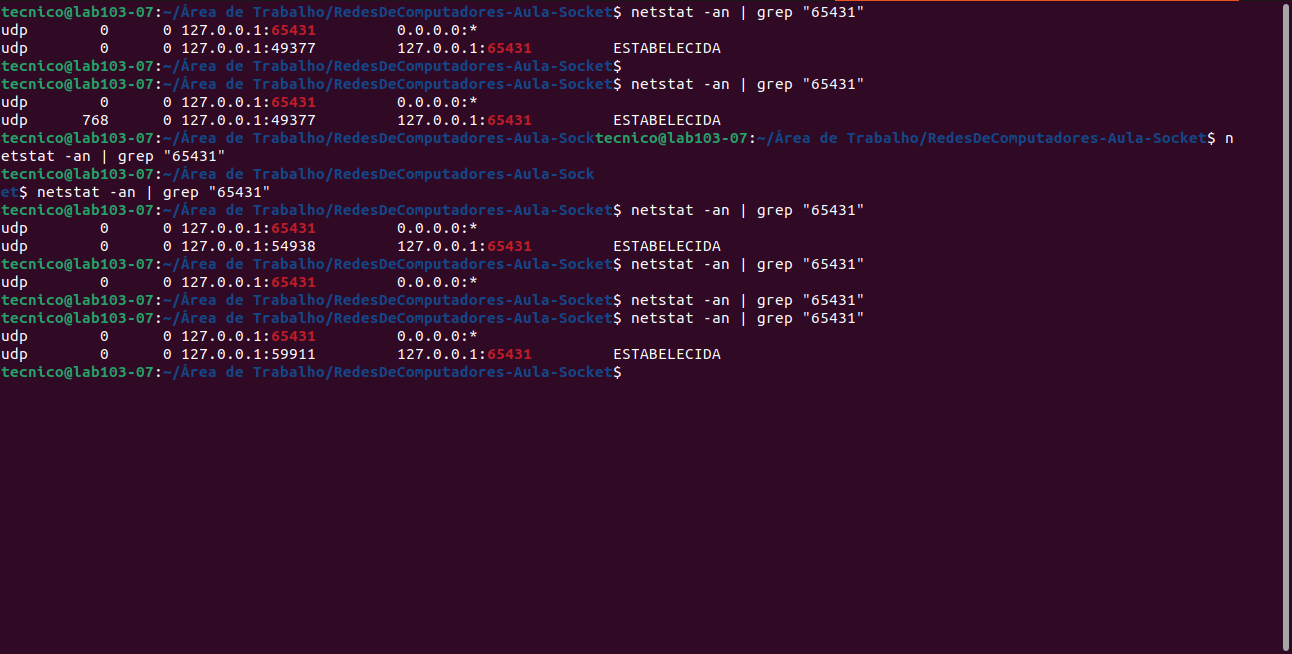 tecnico@lab103-07:~/Área de Trabalho/RedesDeComputadores-Aula-Socket$ netstat -an | grep "65431"
udp        0      0 127.0.0.1:65431         0.0.0.0:*
udp        0      0 127.0.0.1:49377         127.0.0.1:65431         ESTABELECIDA
tecnico@lab103-07:~/Área de Trabalho/RedesDeComputadores-Aula-Socket$
tecnico@lab103-07:~/Área de Trabalho/RedesDeComputadores-Aula-Socket$ netstat -an | grep "65431"
udp        0      0 127.0.0.1:65431         0.0.0.0:*
udp      768      0 127.0.0.1:49377         127.0.0.1:65431         ESTABELECIDA
tecnico@lab103-07:~/Área de Trabalho/RedesDeComputadores-Aula-Socktecnico@lab103-07:~/Área de Trabalho/RedesDeComputadores-Aula-Socket$ n
etstat -an | grep "65431"
tecnico@lab103-07:~/Área de Trabalho/RedesDeComputadores-Aula-Sock
et$ netstat -an | grep "65431"
tecnico@lab103-07:~/Área de Trabalho/RedesDeComputadores-Aula-Socket$ netstat -an | grep "65431"
udp        0      0 127.0.0.1:65431         0.0.0.0:*
udp        0      0 127.0.0.1:54938         127.0.0.1:65431         ESTABELECIDA
tecnico@lab103-07:~/Área de Trabalho/RedesDeComputadores-Aula-Socket$ netstat -an | grep "65431"
udp        0      0 127.0.0.1:65431         0.0.0.0:*
tecnico@lab103-07:~/Área de Trabalho/RedesDeComputadores-Aula-Socket$ netstat -an | grep "65431"
tecnico@lab103-07:~/Área de Trabalho/RedesDeComputadores-Aula-Socket$ netstat -an | grep "65431"
udp        0      0 127.0.0.1:65431         0.0.0.0:*
udp        0      0 127.0.0.1:59911         127.0.0.1:65431         ESTABELECIDA
tecnico@lab103-07:~/Área de Trabalho/RedesDeComputadores-Aula-Socket$